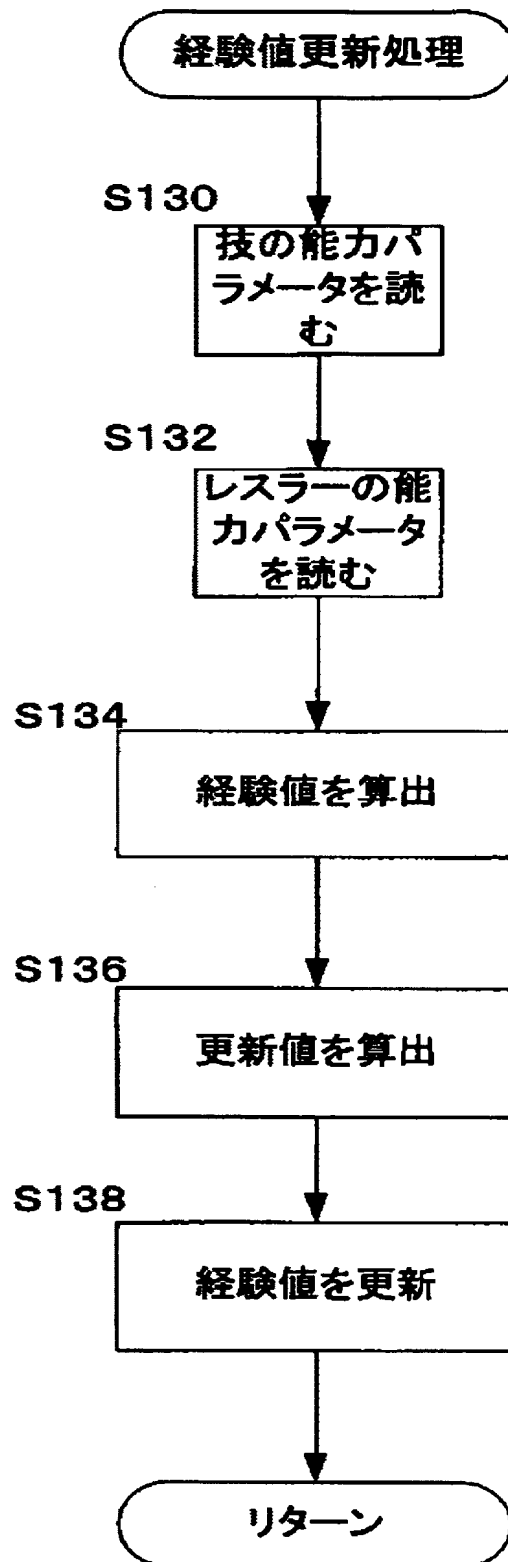 経験値更新処理
S130
技の能力パ
ラメータを読
む
S132
レスラーの能
力パラメータ
を読む
S134
経験値を算出
S136
更新値を算出
S138
経験値を更新
リターン